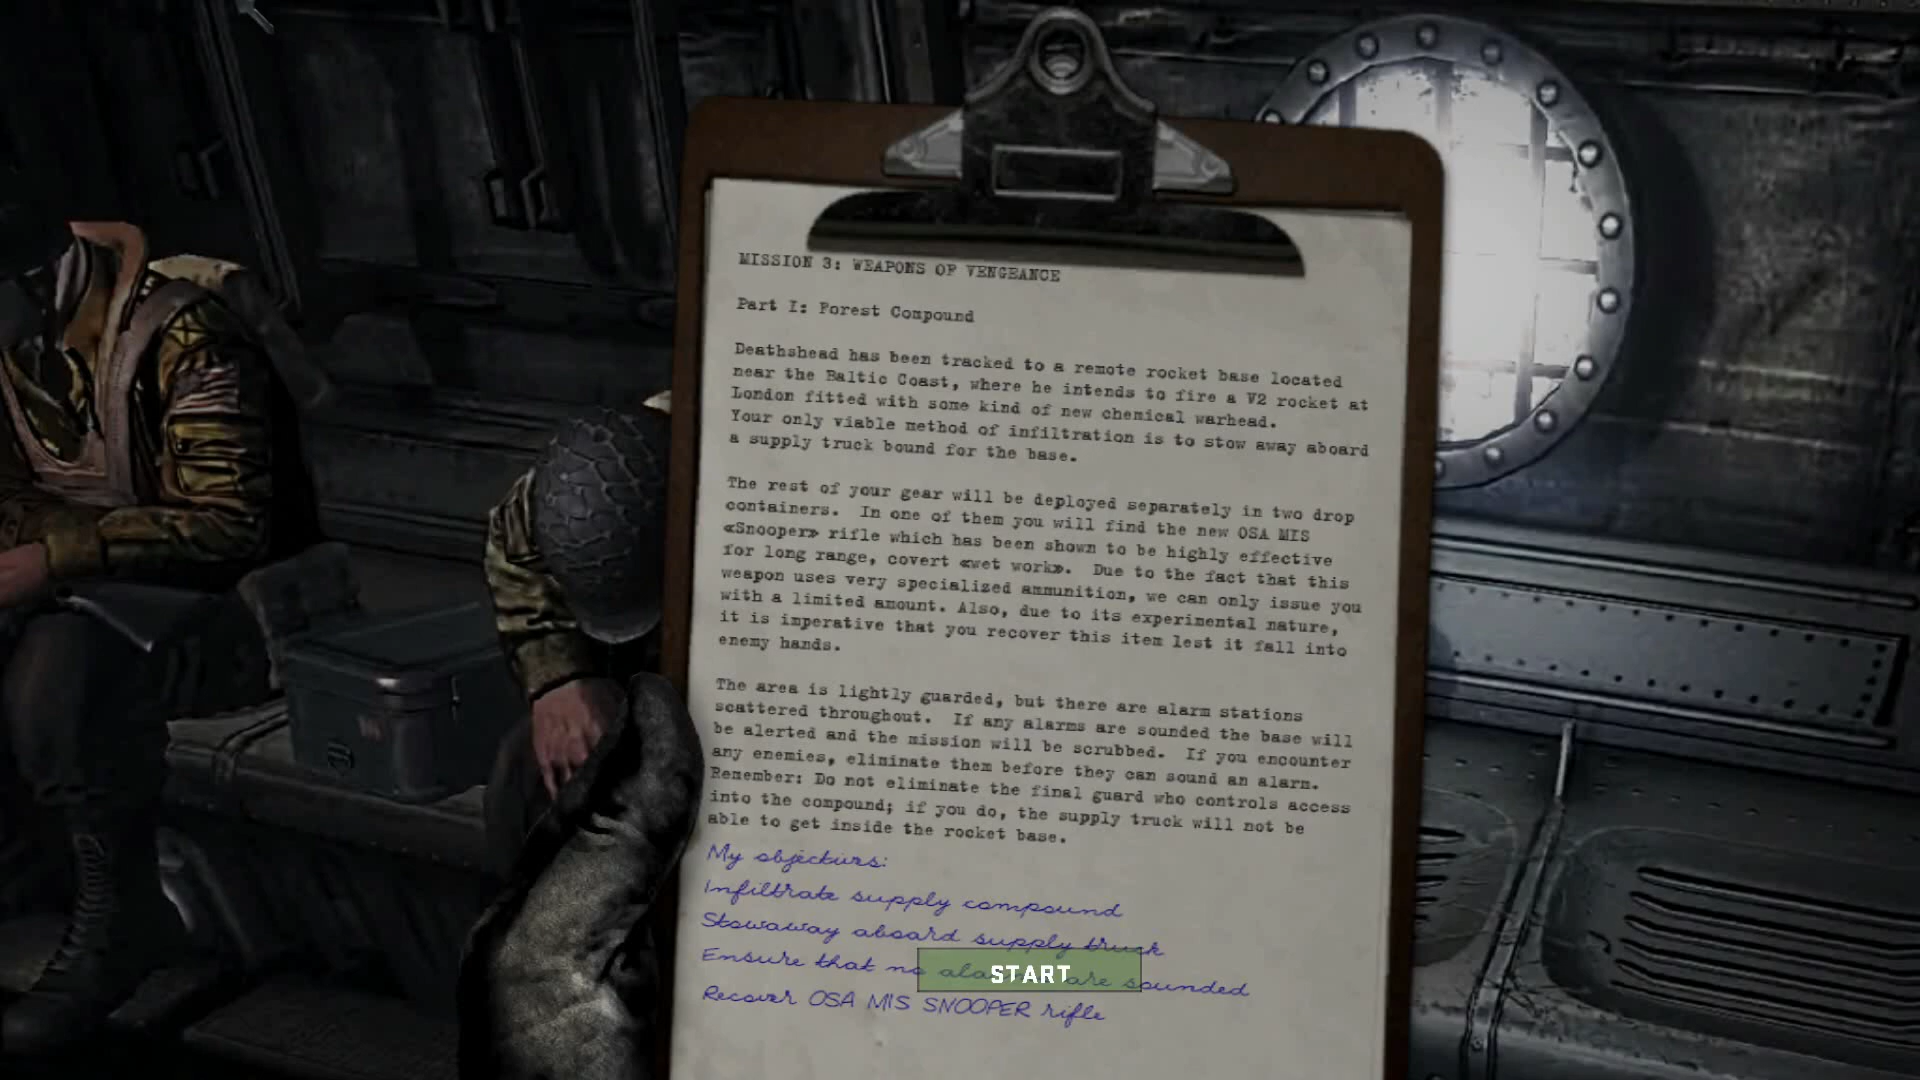 MISSION 3: WEAPONS OF VENGEANCE
Part I: Forest Compound
Deathshead has been tracked to a remote rocket base located
near the Baltic Coast, where he intends to fire a V2 rocket at
London fitted with some kind of new chemical warhead.
Your only viable method of infiltration is to stow away aboard
a supply truck bound for the base.
The rest of your gear will be deployed separately in two drop
containers. In one of them you will find the new OSA MIS
«Snooper» rifle which has been shown to be highly effective
for long range, covert «wet work». Due to the fact that this
weapon uses very specialized ammunition, we can only issue you
with a limited amount. Also, due to its experimental nature,
it is imperative that you recover this item lest it fall into
enemy hands.
The area is lightly guarded, but there are alarm stations
scattered throughout. If any alarms are sounded the base will
be alerted and the mission will be scrubbed. If you encounter
any enemies, eliminate them before they can sound an alarm.
Remember: Do not eliminate the final guard who controls access
into the compound; if you do, the supply truck will not be
able to get inside the rocket base.
My objectives:
Infiltrate supply compound
Stowaway aboard supply truck
Ensure that no are sounded
START
Recover OSA MIS SNOOPER rifle